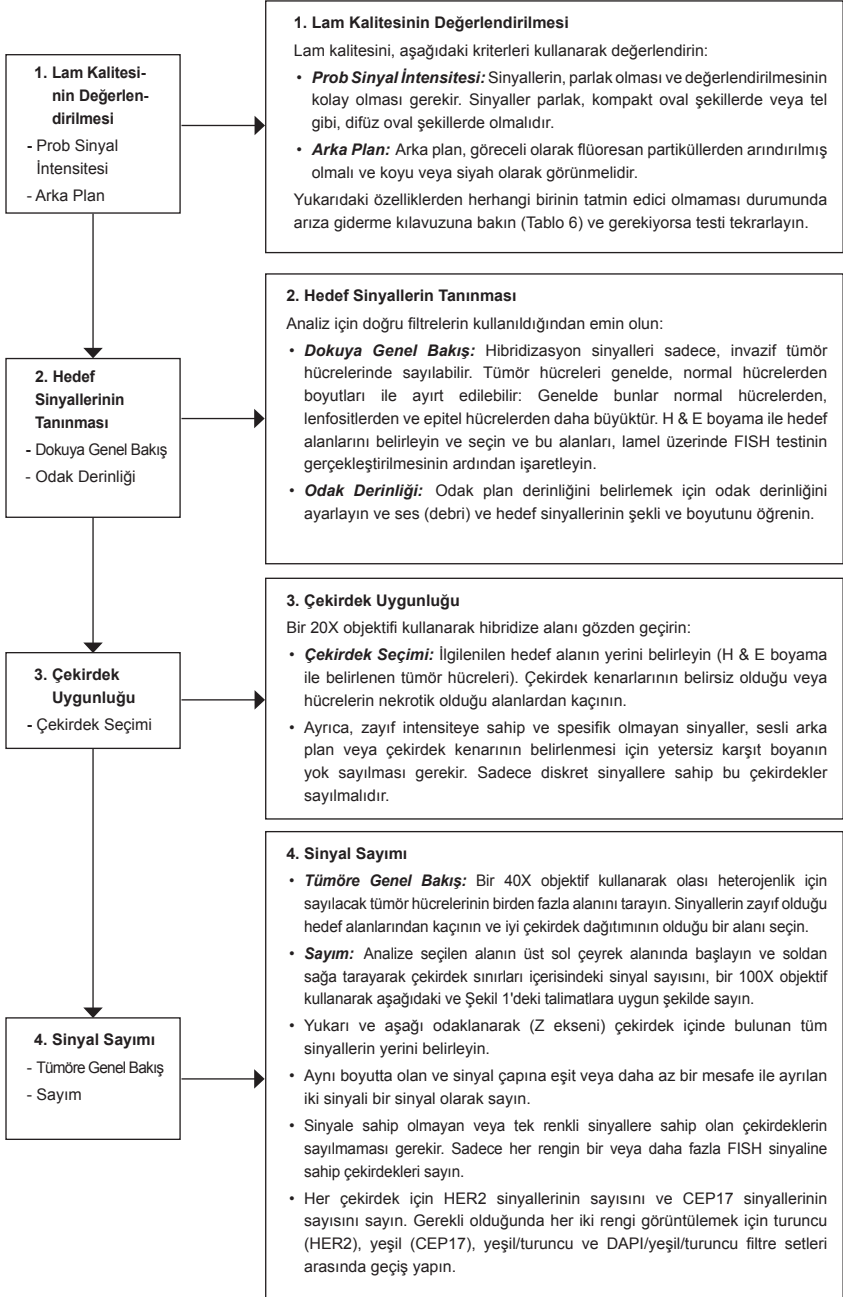 1. Lam Kalitesi-
nin Değerlen-
dirilmesi
- Prob Sinyal
İntensitesi
- Arka Plan
1. Lam Kalitesinin Değerlendirilmesi
Lam kalitesini, aşağıdaki kriterleri kullanarak değerlendirin:
• Prob Sinyal İntensitesi: Sinyallerin, parlak olması ve değerlendirilmesinin
kolay olması gerekir. Sinyaller parlak, kompakt oval şekillerde veya tel
gibi, difüz oval şekillerde olmalıdır.
• Arka Plan: Arka plan, göreceli olarak flüoresan partiküllerden arındırılmış
olmalı ve koyu veya siyah olarak görünmelidir.
Yukarıdaki özelliklerden herhangi birinin tatmin edici olmaması durumunda
arıza giderme kılavuzuna bakın (Tablo 6) ve gerekiyorsa testi tekrarlayın.
2. Hedef
Sinyallerinin
Tanınması
- Dokuya Genel Bakış
- Odak Derinliği
2. Hedef Sinyallerin Tanınması
Analiz için doğru filtrelerin kullanıldığından emin olun:
• Dokuya Genel Bakış: Hibridizasyon sinyalleri sadece, invazif tümör
hücrelerinde sayılabilir. Tümör hücreleri genelde, normal hücrelerden
boyutları ile ayırt edilebilir: Genelde bunlar normal hücrelerden,
lenfositlerden ve epitel hücrelerden daha büyüktür. H & E boyama ile hedef
alanlarını belirleyin ve seçin ve bu alanları, lamel üzerinde FISH testinin
gerçekleştirilmesinin ardından işaretleyin.
• Odak Derinliği: Odak plan derinliğini belirlemek için odak derinliğini
ayarlayın ve ses (debri) ve hedef sinyallerinin şekli ve boyutunu öğrenin.
3. Çekirdek
Uygunluğu
- Çekirdek Seçimi
3. Çekirdek Uygunluğu
Bir 20X objektifi kullanarak hibridize alanı gözden geçirin:
• Çekirdek Seçimi: İlgilenilen hedef alanın yerini belirleyin (H & E boyama
ile belirlenen tümör hücreleri). Çekirdek kenarlarının belirsiz olduğu veya
hücrelerin nekrotik olduğu alanlardan kaçının.
• Ayrıca, zayıf intensiteye sahip ve spesifik olmayan sinyaller, sesli arka
plan veya çekirdek kenarının belirlenmesi için yetersiz karşıt boyanın
yok sayılması gerekir. Sadece diskret sinyallere sahip bu çekirdekler
sayılmalıdır.
4. Sinyal Sayımı
- Tümöre Genel Bakış
- Sayım
4. Sinyal Sayımı
• Tümöre Genel Bakış: Bir 40X objektif kullanarak olası heterojenlik için
sayılacak tümör hücrelerinin birden fazla alanını tarayın. Sinyallerin zayıf olduğu
hedef alanlarından kaçının ve iyi çekirdek dağıtımının olduğu bir alanı seçin.
• Sayım: Analize seçilen alanın üst sol çeyrek alanında başlayın ve soldan
sağa tarayarak çekirdek sınırları içerisindeki sinyal sayısını, bir 100X objektif
kullanarak aşağıdaki ve Şekil 1'deki talimatlara uygun şekilde sayın.
• Yukarı ve aşağı odaklanarak (Z ekseni) çekirdek içinde bulunan tüm
sinyallerin yerini belirleyin.
• Aynı boyutta olan ve sinyal çapına eşit veya daha az bir mesafe ile ayrılan
iki sinyali bir sinyal olarak sayın.
• Sinyale sahip olmayan veya tek renkli sinyallere sahip olan çekirdeklerin
sayılmaması gerekir. Sadece her rengin bir veya daha fazla FISH sinyaline
sahip çekirdekleri sayın.
• Her çekirdek için HER2 sinyallerinin sayısını ve CEP17 sinyallerinin
sayısını sayın. Gerekli olduğunda her iki rengi görüntülemek için turuncu
(HER2), yeşil (CEP17), yeşil/turuncu ve DAPI/yeşil/turuncu filtre setleri
arasında geçiş yapın.